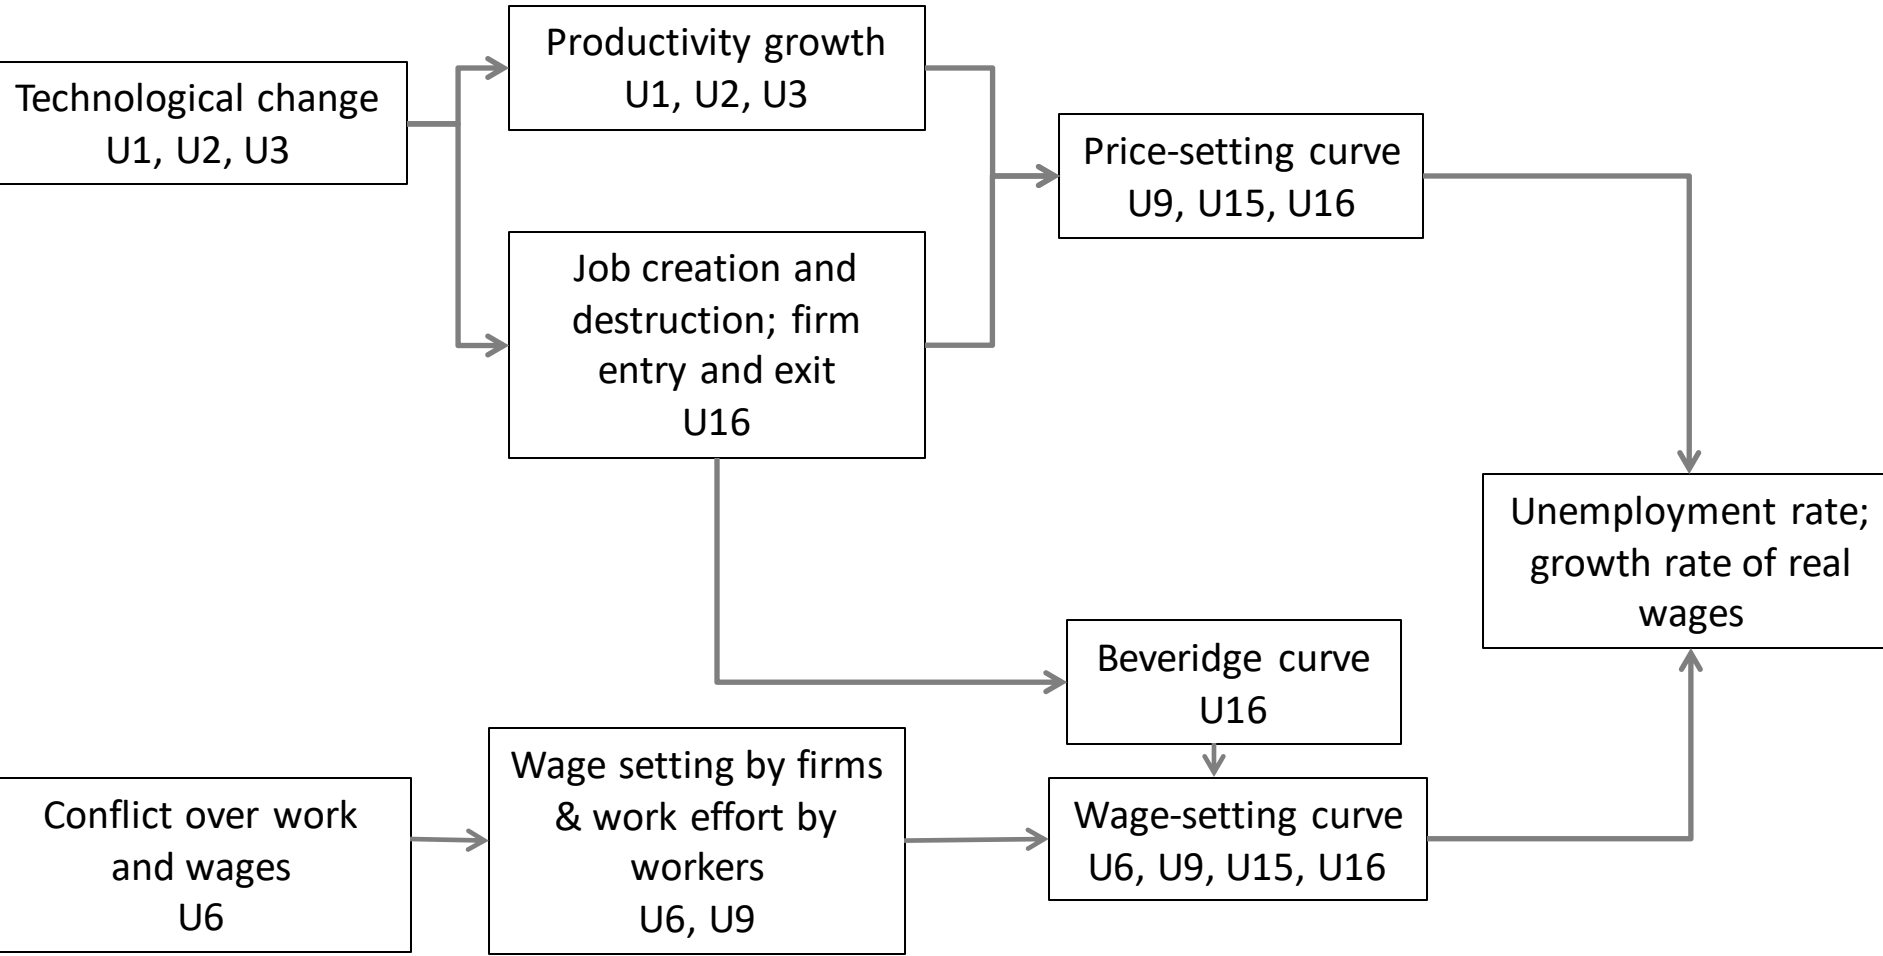 Technological change
U1, U2, U3
Productivity growth
U1, U2, U3
Job creation and
destruction; firm
entry and exit
U16
Price-setting curve
U9, U15, U16
Unemployment rate;
growth rate of real
wages
Beveridge curve
U16
Conflict over work
and wages
U6
Wage setting by firms
& work effort by
workers
U6, U9
Wage-setting curve
U6, U9, U15, U16